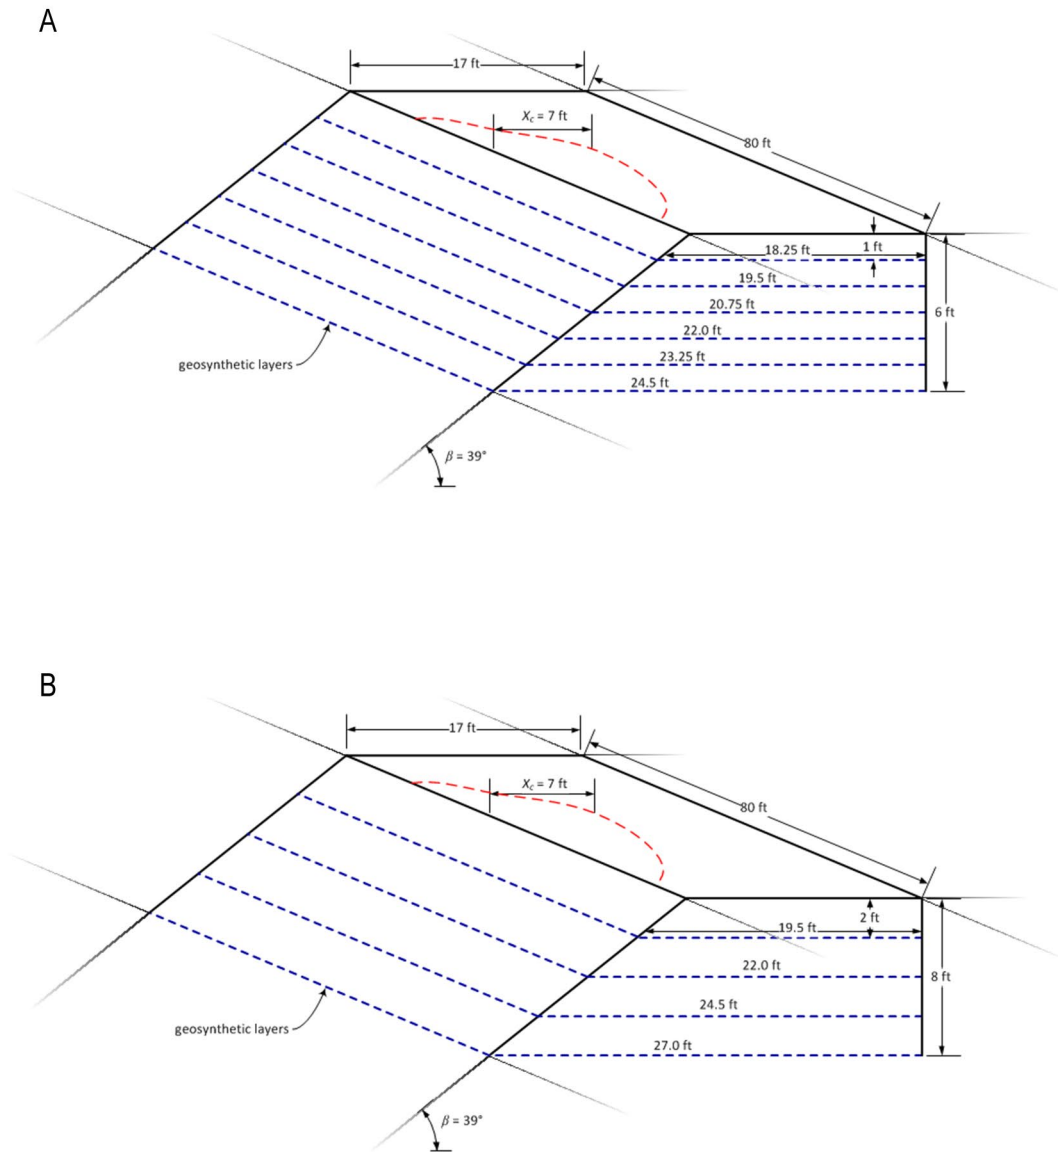 A
17 ft
Xc = 7 ft
80 ft
18.25 ft
1 ft
19.5 ft
20.75 ft
6 ft
22.0 ft
geosynthetic layers
23.25 ft
24.5 ft
β = 39°
B
17 ft
Xc = 7 ft
80 ft
2 ft
19.5 ft
22.0 ft
8 ft
24.5 ft
geosynthetic layers
27.0 ft
β = 39°